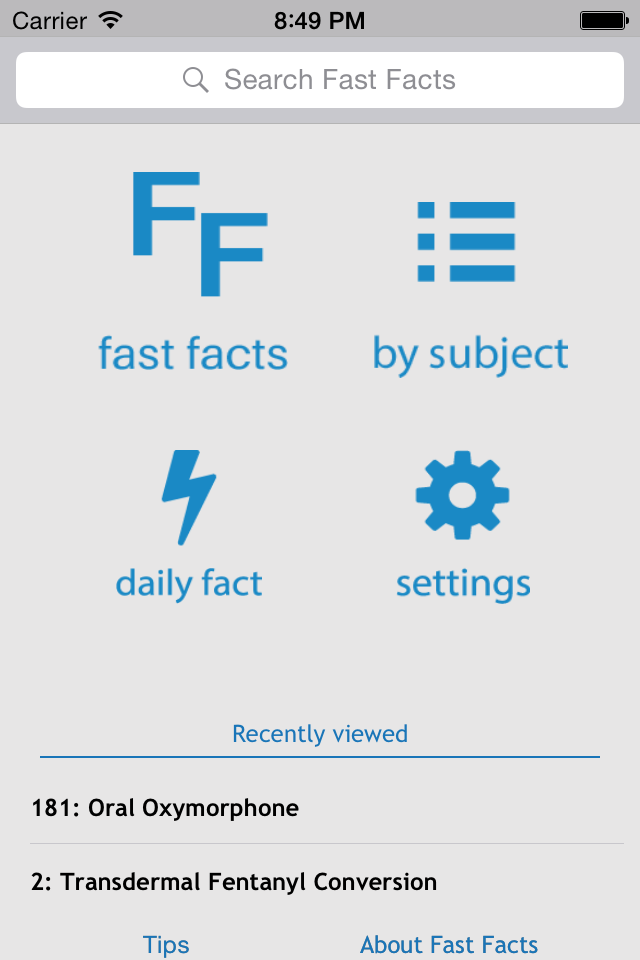 Carrier 8:49 PM
Search Fast Facts
FF
fast facts by subject
daily fact settings
Recently viewed
181: Oral Oxymorphone
2: Transdermal Fentanyl Conversion
Tips About Fast Facts